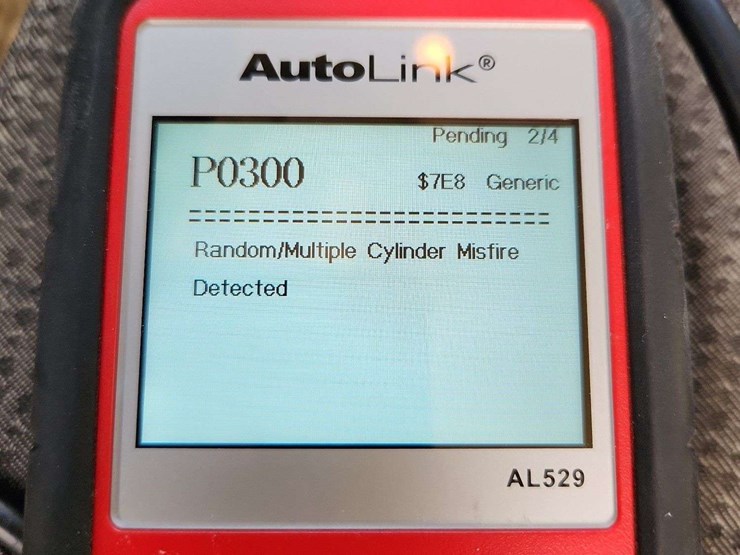 AutoLink®
Pending 2/4
P0300 $7E8 Generic
===========================
Random/Multiple Cylinder Misfire
Detected
AL529